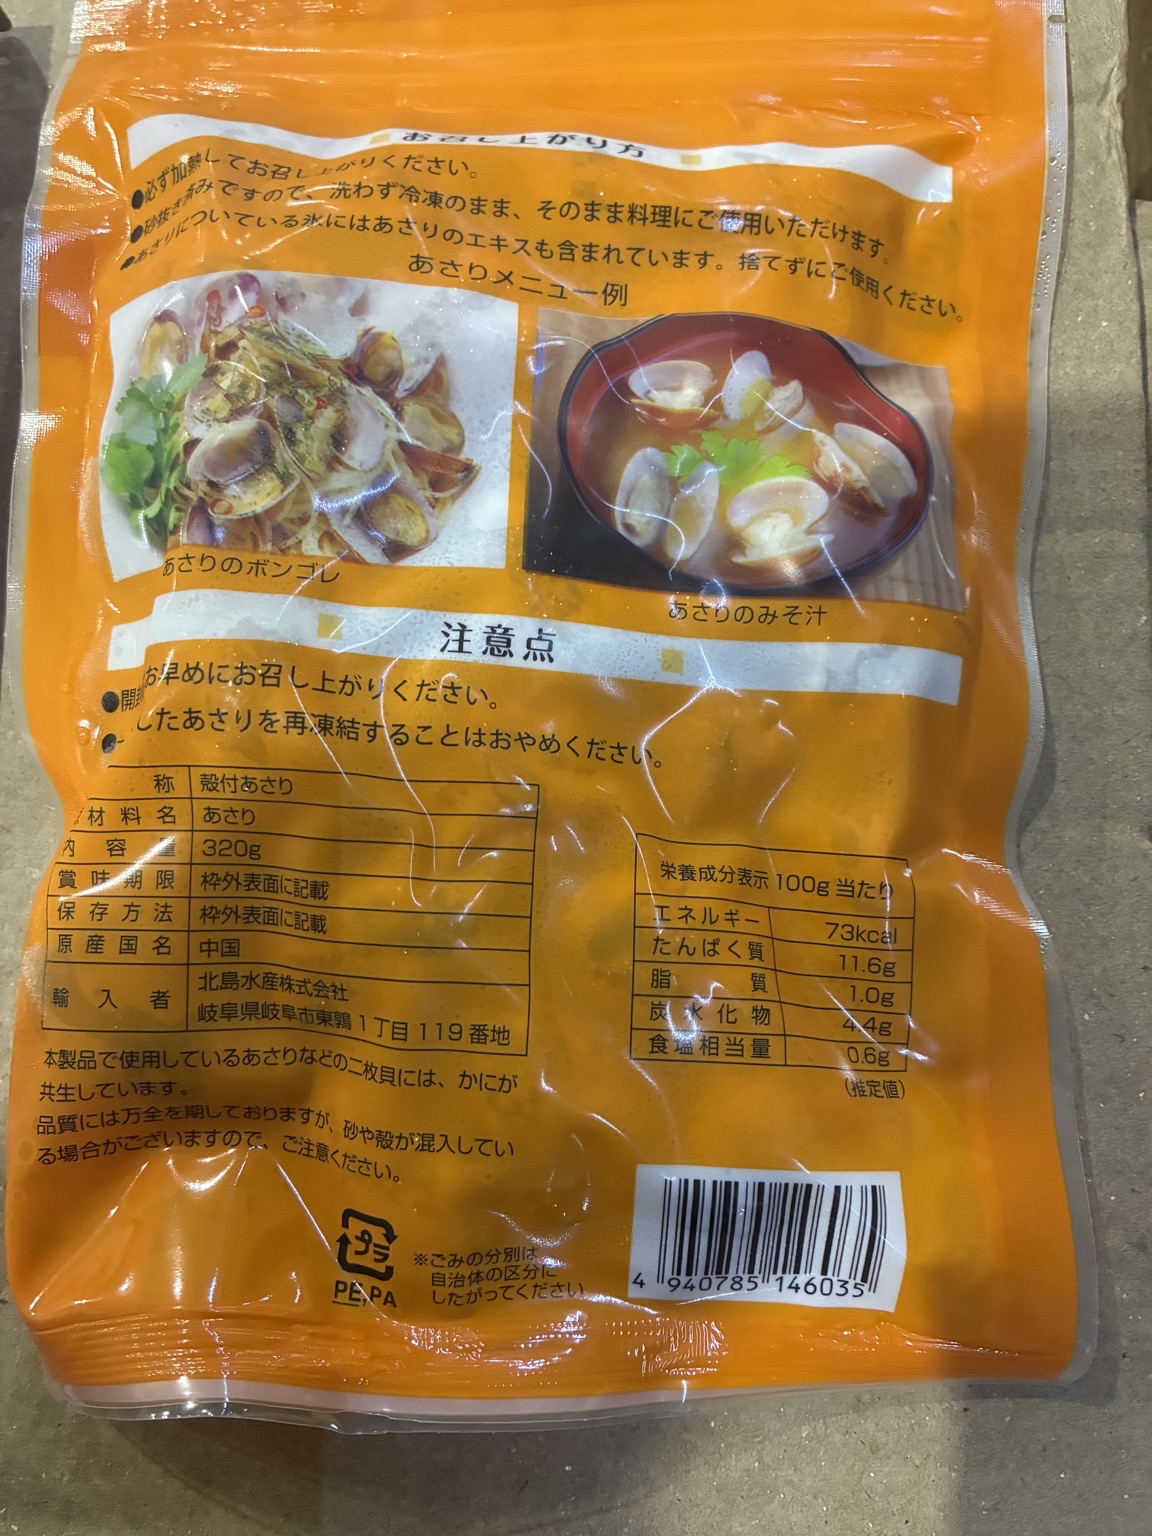 お召し上がり方
●必ず加熱してお召し上がりください。
●砂抜き済みですので、洗わず冷凍のまま、そのまま料理にご使用いただけます。
●あさりについている氷にはあさりのエキスも含まれています。捨てずにご使用ください。
あさりメニュー例
あさりのボンゴレ
あさりのみそ汁
注意点
●開封 お早めにお召し上がりください。
● したあさりを再凍結することはおやめください。
称 殻付あさり
材料名 あさり
内容量 320g
賞味期限 枠外表面に記載
保存方法 枠外表面に記載
原産国名 中国
輸入者 北島水産株式会社
岐阜県岐阜市東鶉1丁目119番地
栄養成分表示 100g当たり
エネルギー 73kcal
たんぱく質 11.6g
脂質 1.0g
炭水化物 4.4g
食塩相当量 0.6g
(推定値)
本製品で使用しているあさりなどの二枚貝には、かにが
共生しています。
品質には万全を期しておりますが、砂や殻が混入してい
る場合がございますので、ご注意ください。
プラ
PE,PA
※ごみの分別は
自治体の区分に
したがってください
4 940785 146035